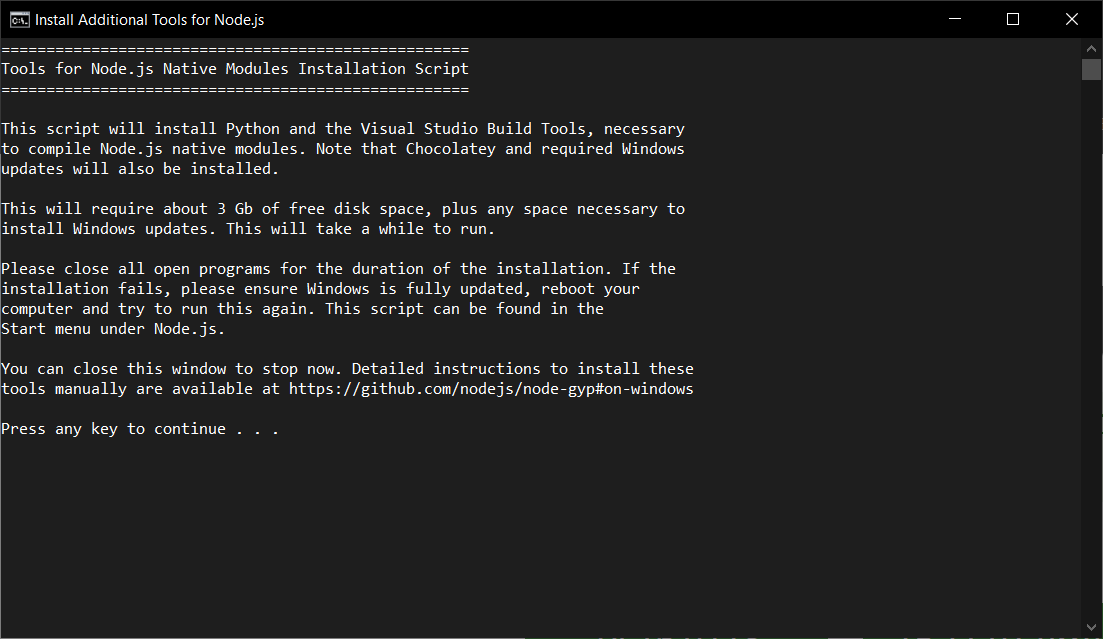 Install Additional Tools for Node.js
====================================================
Tools for Node.js Native Modules Installation Script
====================================================
This script will install Python and the Visual Studio Build Tools, necessary
to compile Node.js native modules. Note that Chocolatey and required Windows
updates will also be installed.
This will require about 3 Gb of free disk space, plus any space necessary to
install Windows updates. This will take a while to run.
Please close all open programs for the duration of the installation. If the
installation fails, please ensure Windows is fully updated, reboot your
computer and try to run this again. This script can be found in the
Start menu under Node.js.
You can close this window to stop now. Detailed instructions to install these
tools manually are available at https://github.com/nodejs/node-gyp#on-windows
Press any key to continue . . .